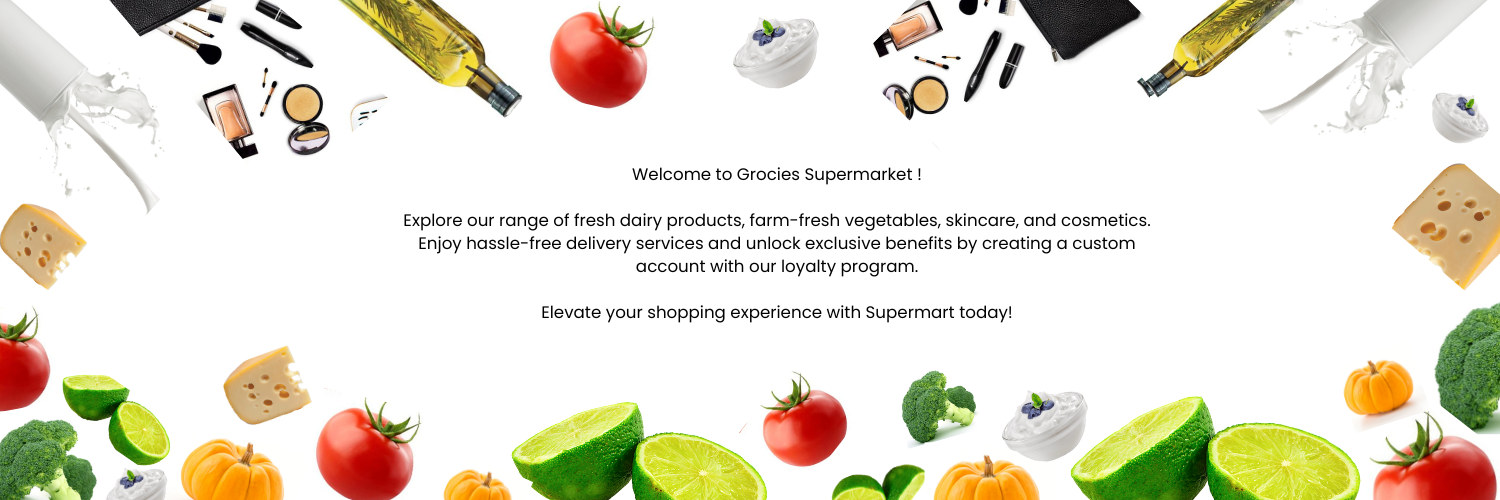 Welcome to Grocies Supermarket !
Explore our range of fresh dairy products, farm-fresh vegetables, skincare, and cosmetics.
Enjoy hassle-free delivery services and unlock exclusive benefits by creating a custom
account with our loyalty program.
Elevate your shopping experience with Supermart today!